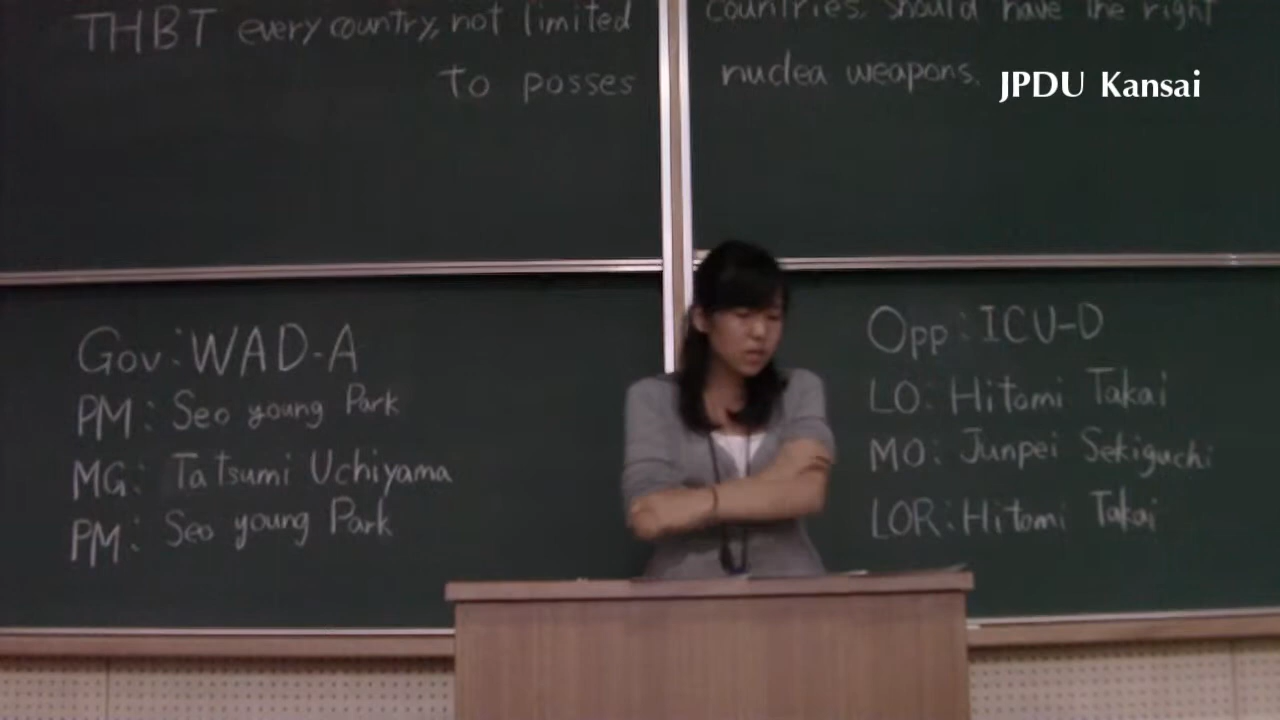 THBT every country, not limited countries, should have the right
to posses nuclea weapons.
JPDU Kansai
Gov: WAD-A
PM: Seo young Park
MG: Tatsumi Uchiyama
PM: Seo young Park
Opp: ICU-D
LO: Hitomi Takai
MO: Junpei Sekiguchi
LOR: Hitomi Takai